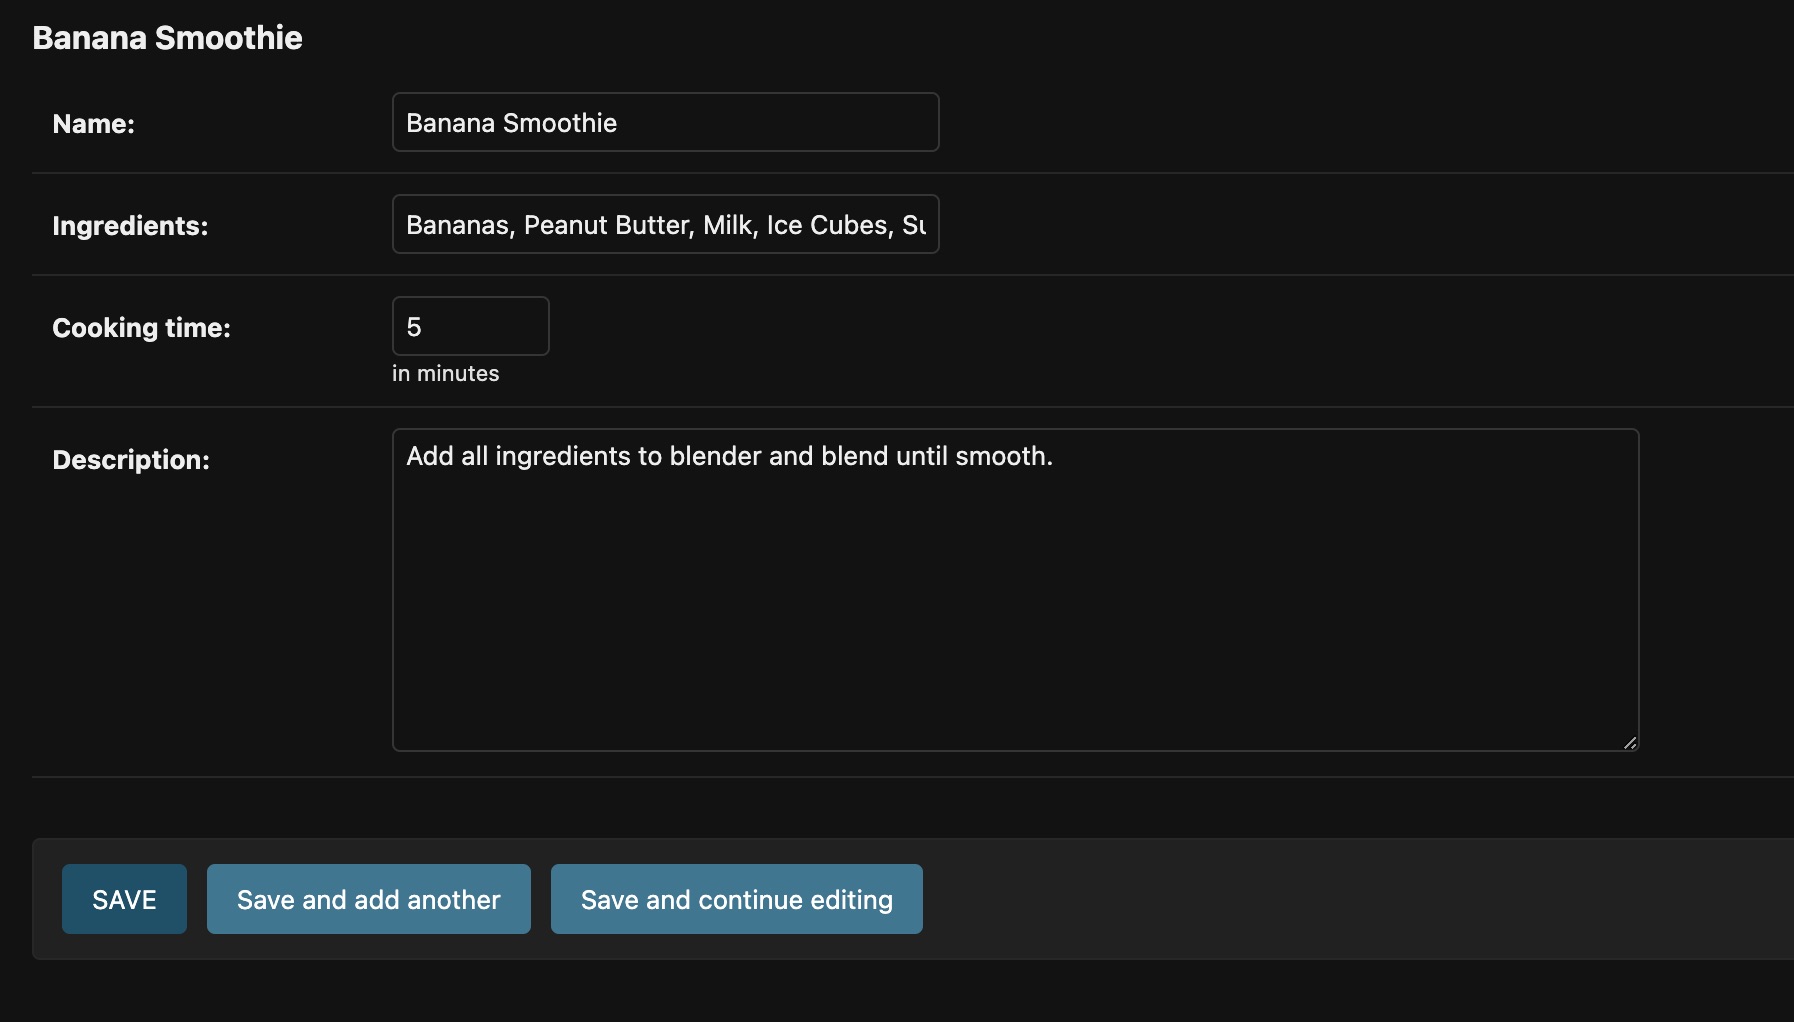 Banana Smoothie
Name:
Banana Smoothie
Ingredients:
Bananas, Peanut Butter, Milk, Ice Cubes,
Cooking time:
5
in minutes
Description:
Add all ingredients to blender and blend until smooth.
SAVE
Save and add another
Save and continue editing